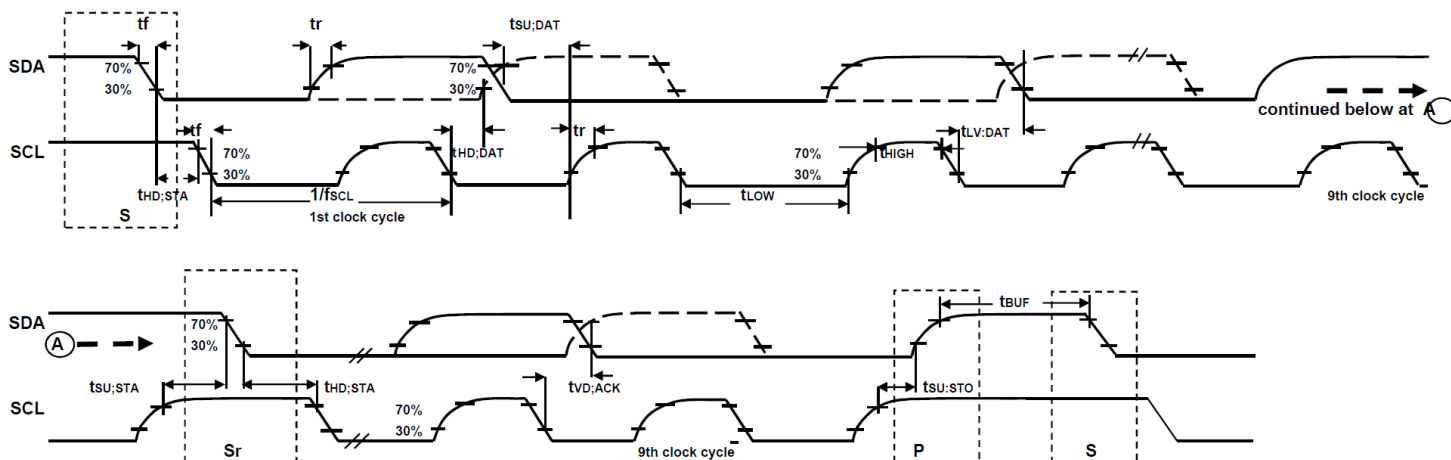 tf tr tSU;DAT
SDA 70% 70%
30% 30%
continued below at A
tf tHD;DAT tr tHIGH tLV:DAT
SCL 70% 70%
30% 30%
tHD;STA 1/fSCL tLOW
S 1st clock cycle 9th clock cycle
tBUF
SDA 70%
A 30%
tSU;STA tHD;STA tVD;ACK tSU:STO
SCL 70%
30%
Sr 9th clock cycle P S